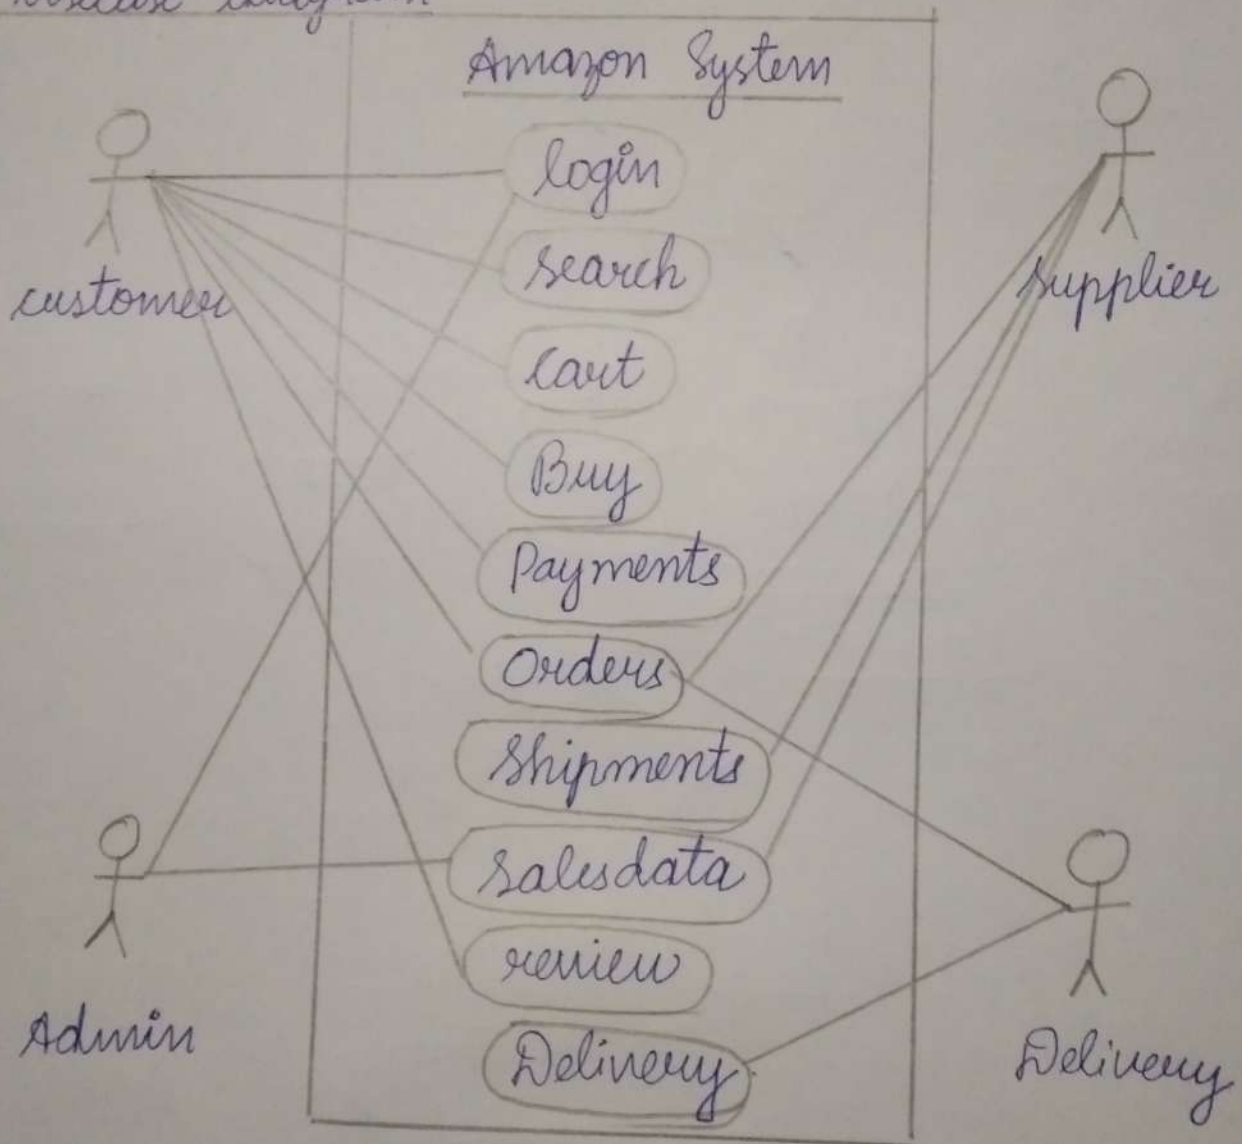 Amazon System
login
search
customer
supplier
Cart
Buy
Payments
Orders
Shipments
Salesdata
review
Admin
Delivery
Delivery